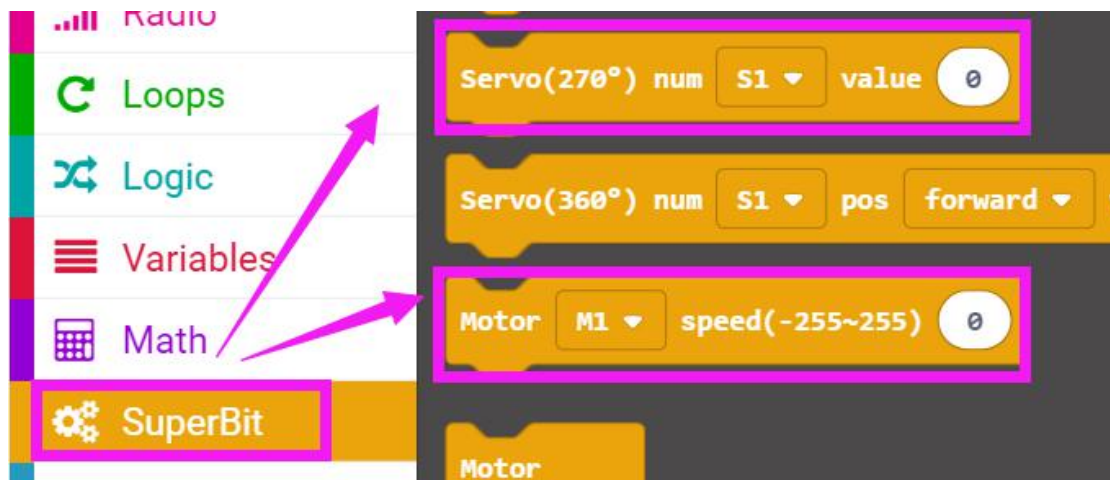 Radio
Loops
Logic
Variables
Math
SuperBit
Servo(270°) num S1 value 0
Servo(360°) num S1 pos forward
Motor M1 speed(-255~255) 0
Motor